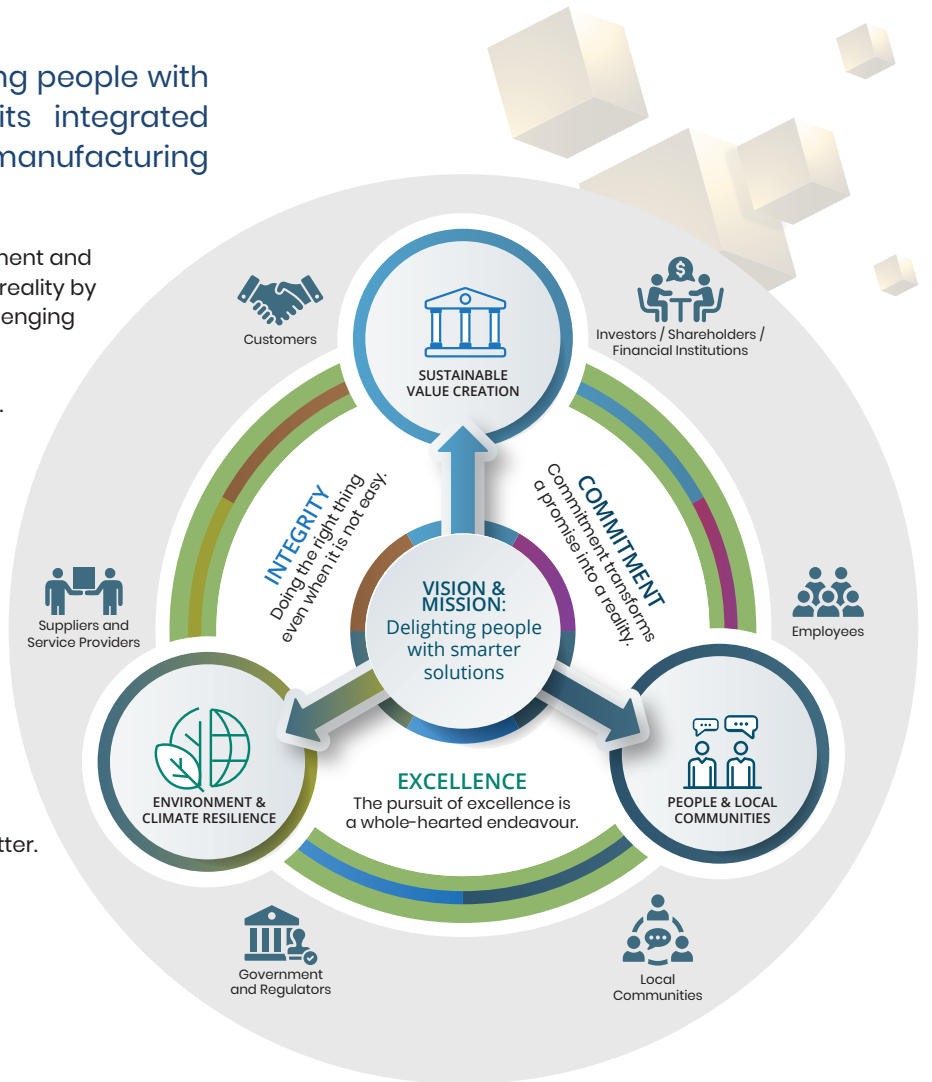 ng people with
its integrated
manufacturing
nent and
reality by
enging
.
tter.
Customers
Investors / Shareholders /
Financial Institutions
SUSTAINABLE
VALUE CREATION
INTEGRITY
Doing the right thing
even when it is not easy.
COMMITMENT
Commitment transforms
a promise into a reality.
VISION &
MISSION:
Delighting people
with smarter
solutions
Suppliers and
Service Providers
Employees
ENVIRONMENT &
CLIMATE RESILIENCE
EXCELLENCE
The pursuit of excellence is
a whole-hearted endeavour.
PEOPLE & LOCAL
COMMUNITIES
Government
and Regulators
Local
Communities